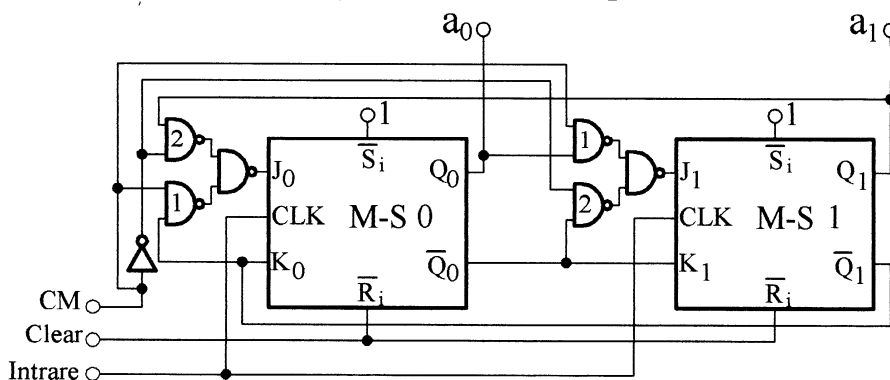 a₀ a₁
1 1
2 1
S̅ᵢ S̅ᵢ
J₀ Q₀ J₁ Q₁
1 2
CLK M-S 0 CLK M-S 1
K₀ Q̅₀ K₁ Q̅₁
R̅ᵢ R̅ᵢ
CM
Clear
Intrare